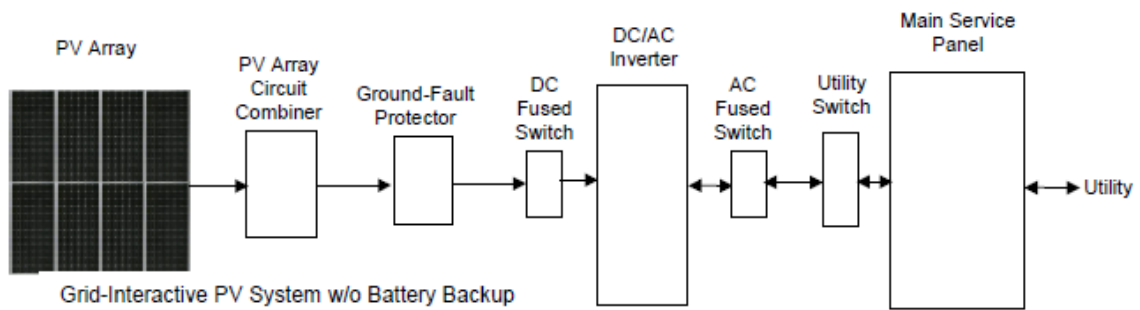 PV Array
PV Array
Circuit
Combiner
Ground-Fault
Protector
DC
Fused
Switch
DC/AC
Inverter
AC
Fused
Switch
Utility
Switch
Main Service
Panel
Utility
Grid-Interactive PV System w/o Battery Backup